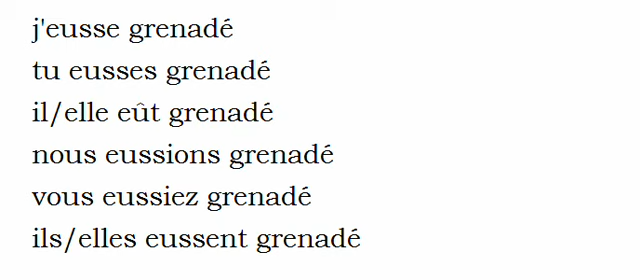 j'eusse grenadé
tu eusses grenadé
il/elle eût grenadé
nous eussions grenadé
vous eussiez grenadé
ils/elles eussent grenadé